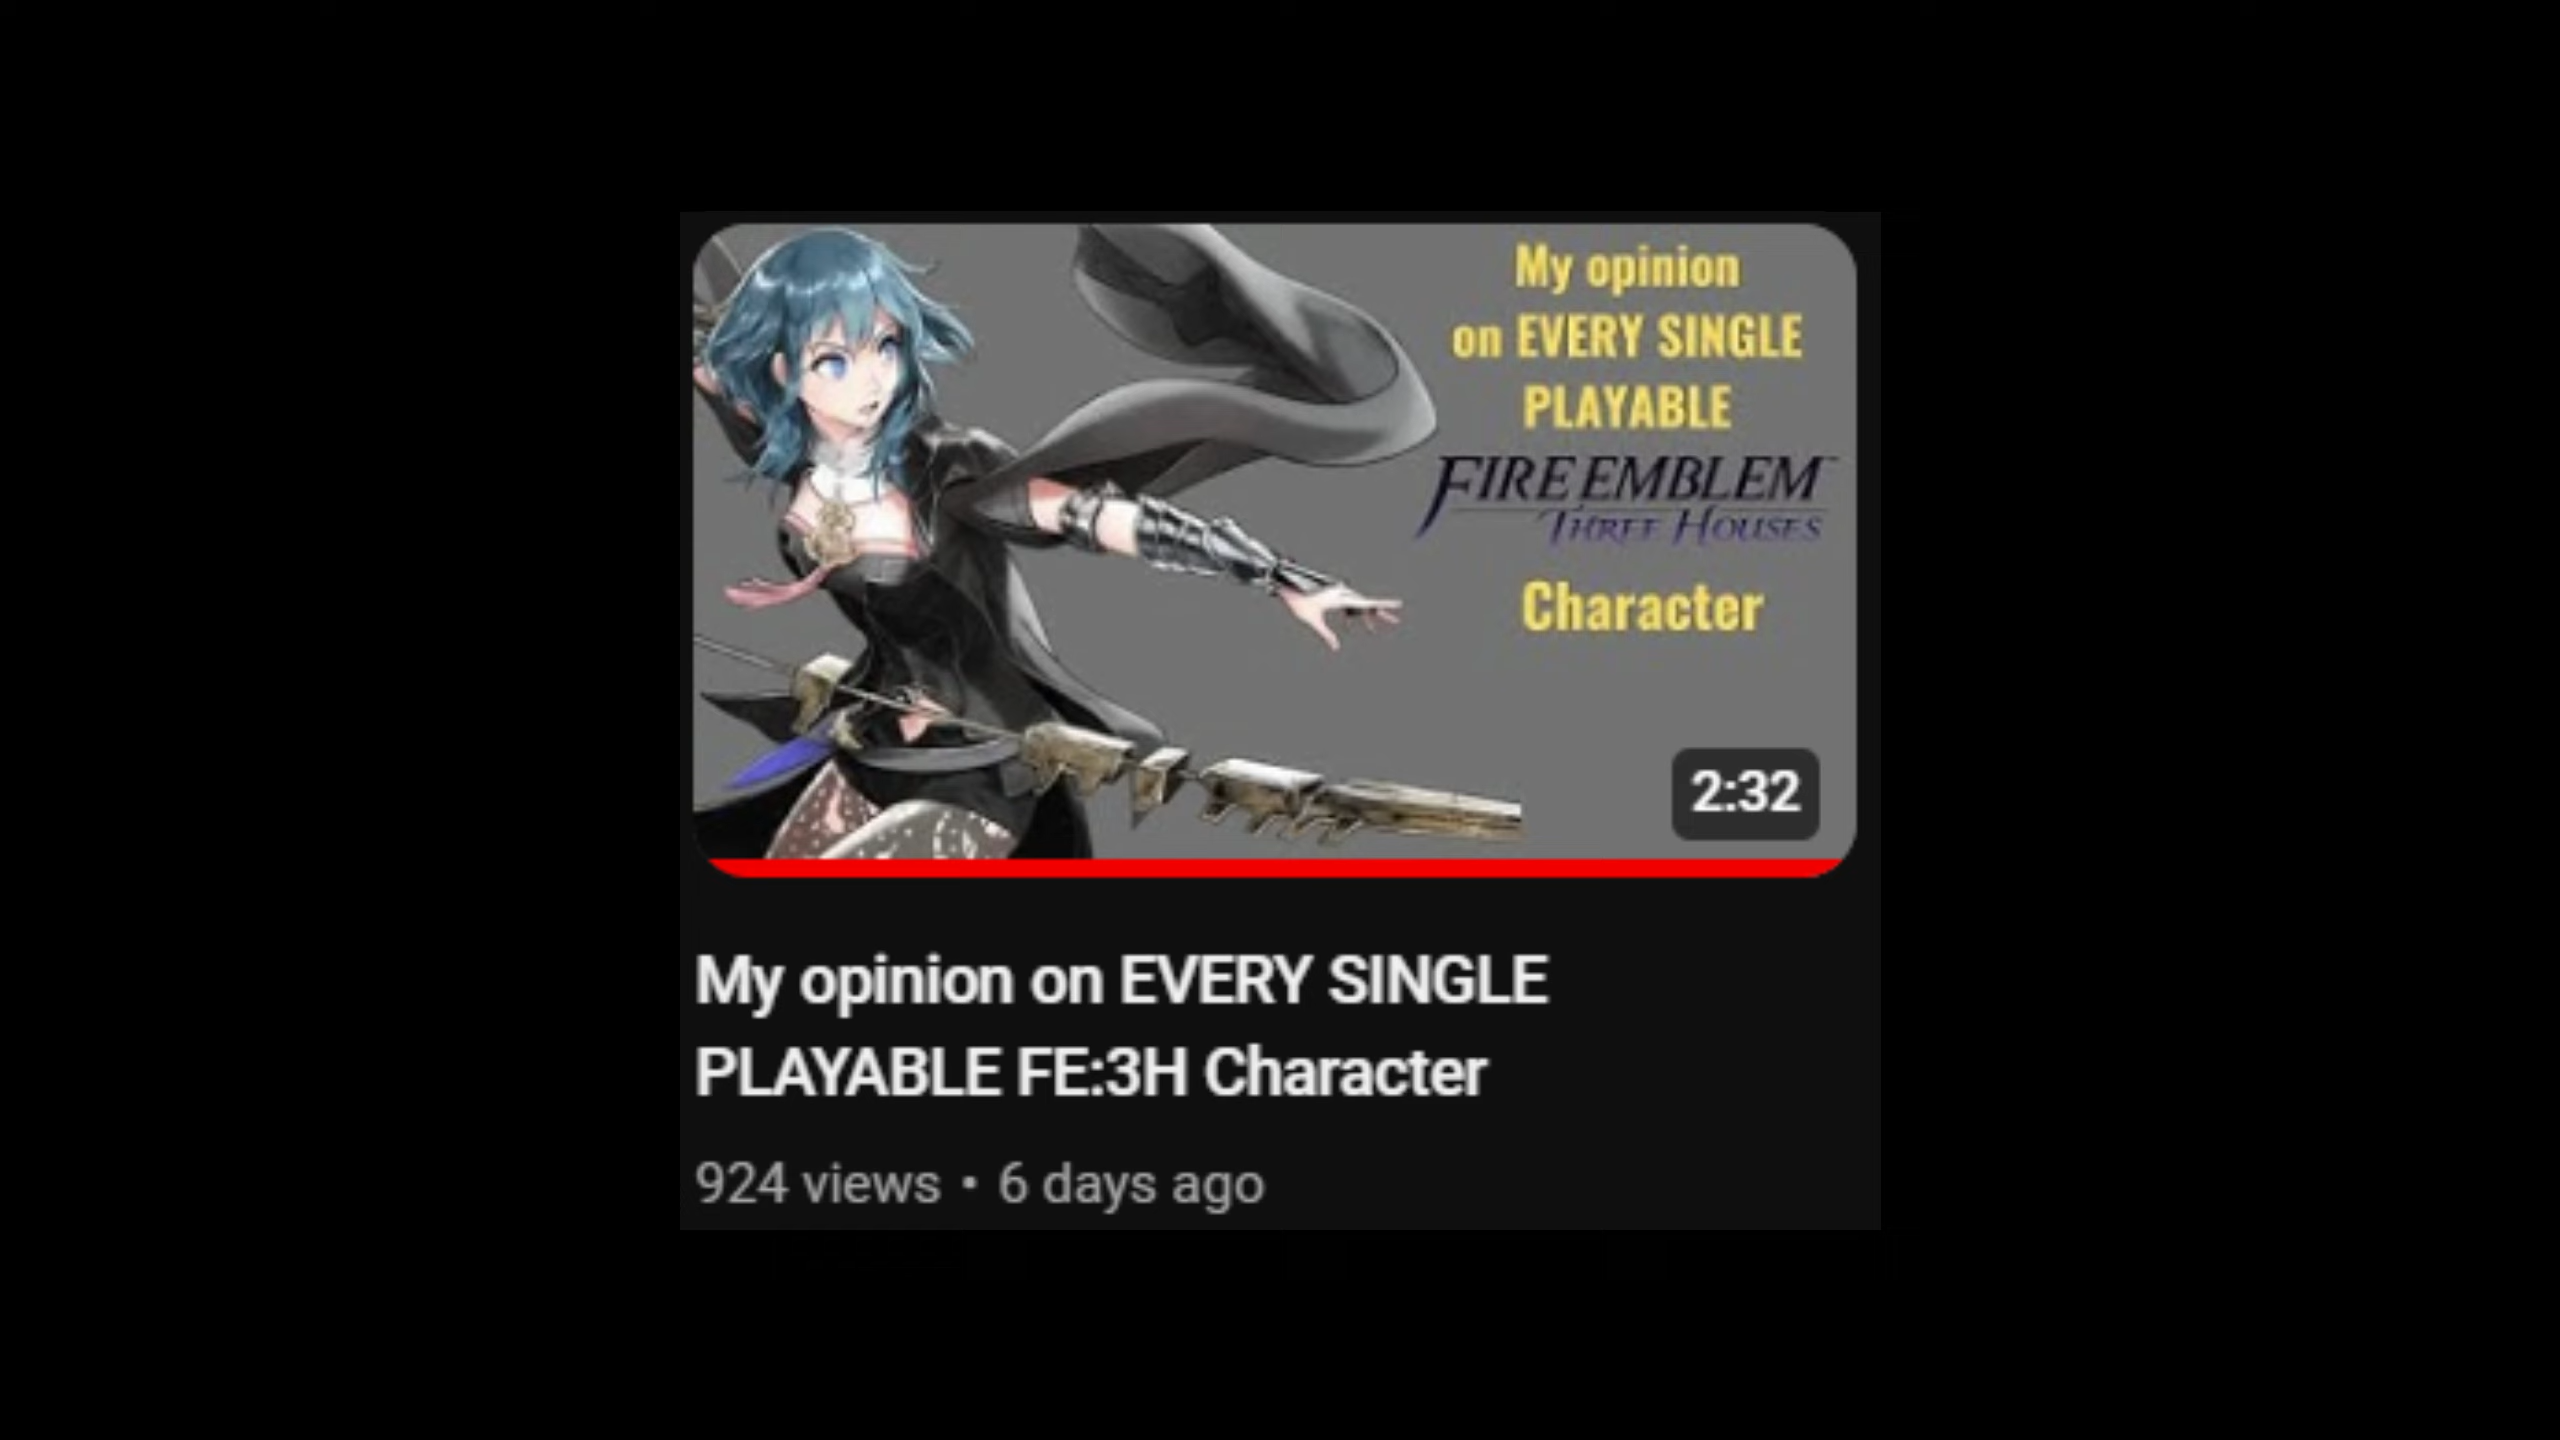 My opinion
on EVERY SINGLE
PLAYABLE
FIRE EMBLEM™
THREE HOUSES
Character
2:32
My opinion on EVERY SINGLE
PLAYABLE FE:3H Character
924 views • 6 days ago